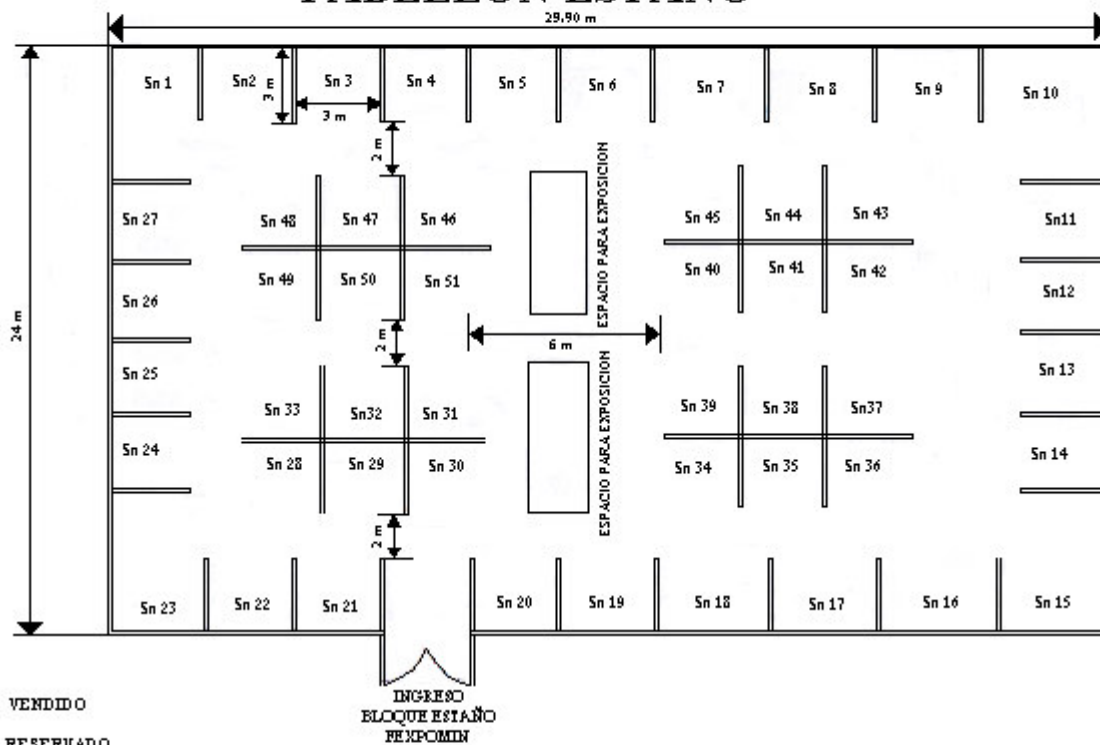 PABELLÓN ESTAÑO
29.90 m
Sn 1 Sn2 Sn 3 Sn 4 Sn 5 Sn 6 Sn 7 Sn 8 Sn 9 Sn 10
3 m
3 m
2 m
ESPACIO PARA EXPOSICION
Sn 27 Sn 48 Sn 47 Sn 46 Sn 45 Sn 44 Sn 43 Sn11
Sn 49 Sn 50 Sn 51 Sn 40 Sn 41 Sn 42
Sn 26 Sn12
24 m
2 m
6 m
Sn 25 Sn 13
ESPACIO PARA EXPOSICION
Sn 33 Sn32 Sn 31 Sn 39 Sn 38 Sn37
Sn 24 Sn 28 Sn 29 Sn 30 Sn 34 Sn 35 Sn 36 Sn 14
2 m
Sn 23 Sn 22 Sn 21 Sn 20 Sn 19 Sn 18 Sn 17 Sn 16 Sn 15
VENDIDO
RESERVADO
INGRESO
BLOQUE ESTAÑO
FEXPOMIN